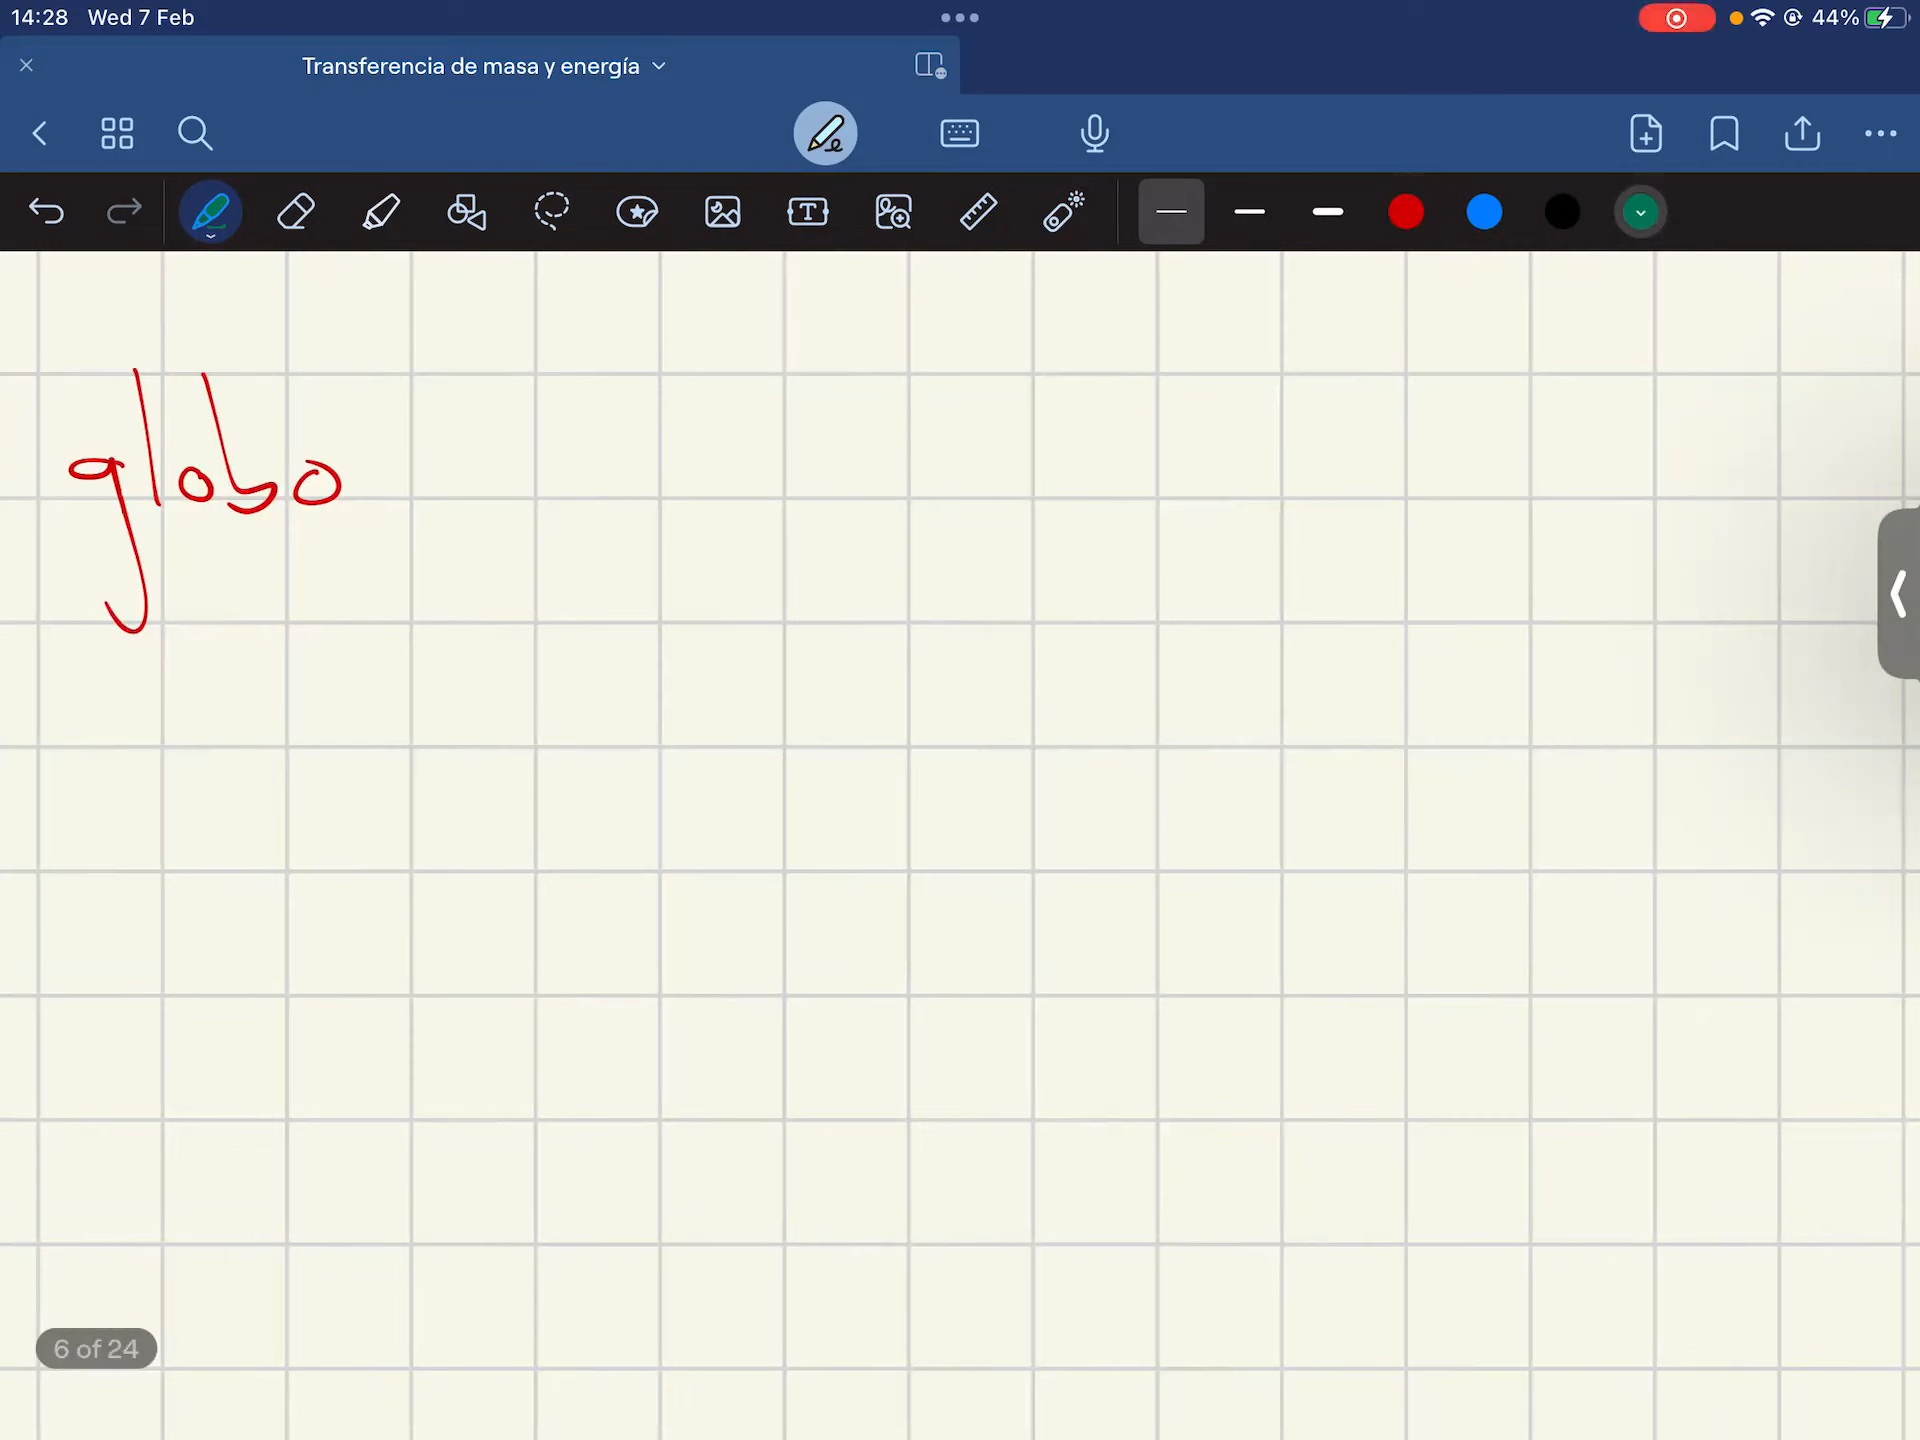 14:28 Wed 7 Feb 44%
Transferencia de masa y energía
globo
6 of 24